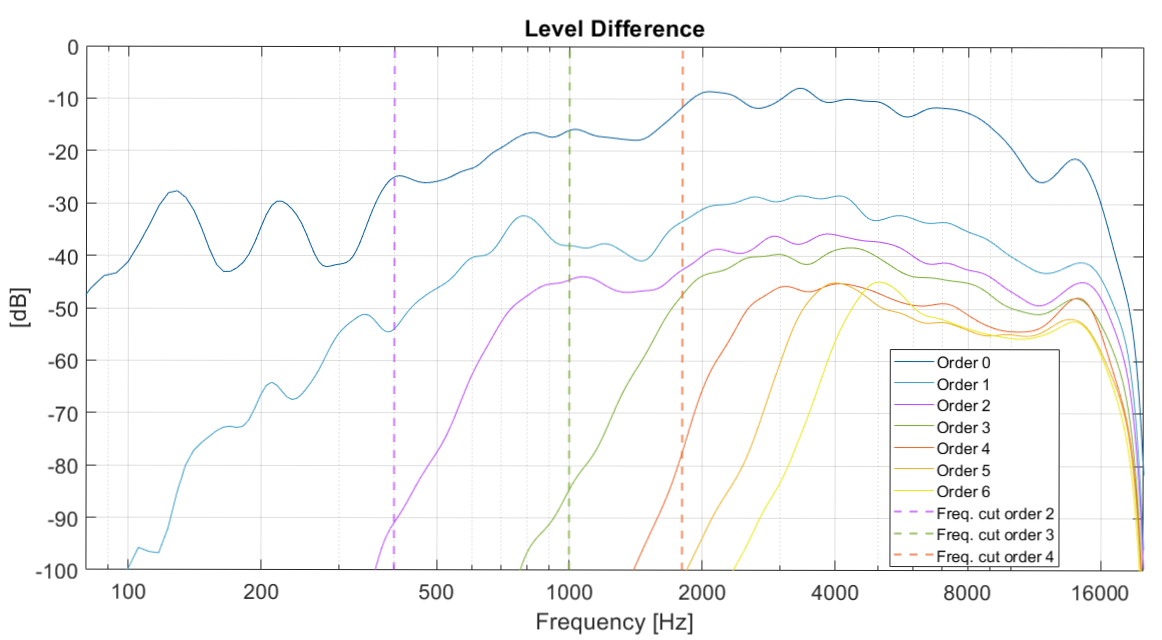 Level Difference
0
-10
-20
-30
-40
-50
-60
-70
-80
-90
-100
[dB]
Order 0
Order 1
Order 2
Order 3
Order 4
Order 5
Order 6
Freq. cut order 2
Freq. cut order 3
Freq. cut order 4
100 200 500 1000 2000 4000 8000 16000
Frequency [Hz]